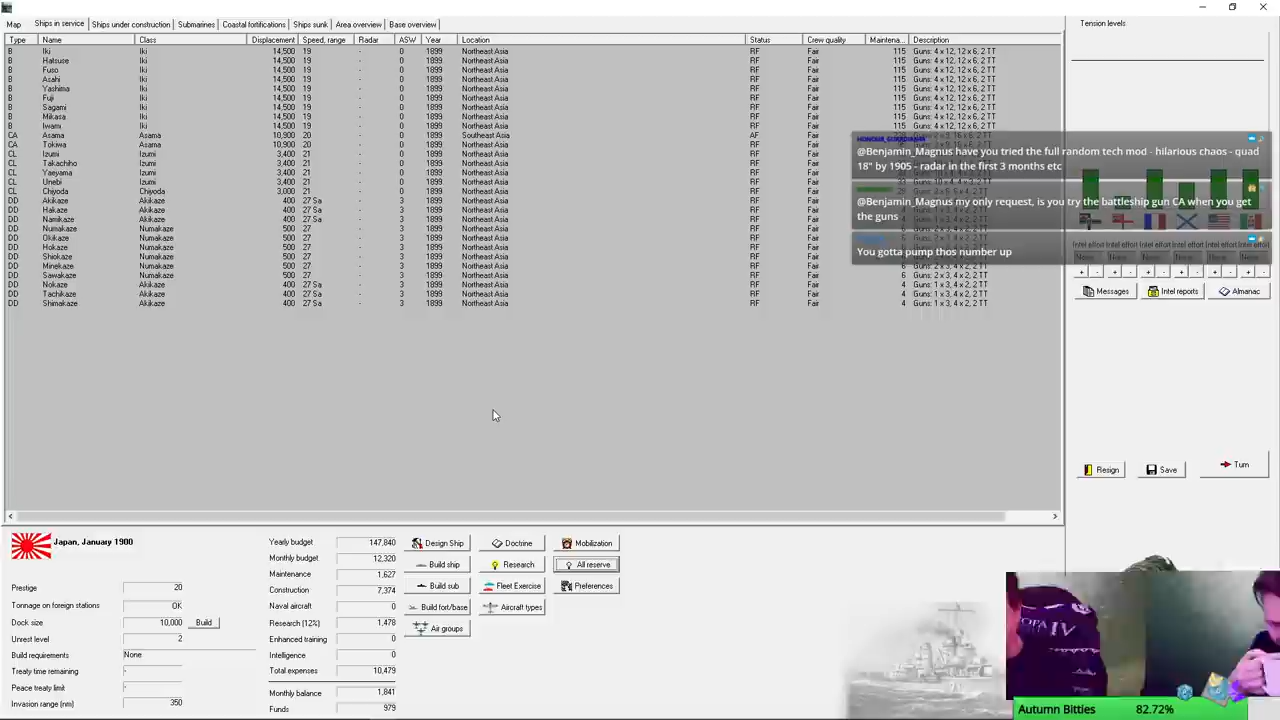 Map Ships in service Ships under construction Submarines Coastal fortifications Ships sunk Area overview Base overview
Type Name Class Displacement Speed, range Radar ASW Year Location Status Crew quality Maintena... Description
B Iki Iki 14,500 19 - 0 1899 Northeast Asia RF Fair 115 Guns: 4 x 12, 12 x 6, 2 TT
B Hatsuse Iki 14,500 19 - 0 1899 Northeast Asia RF Fair 115 Guns: 4 x 12, 12 x 6, 2 TT
B Fuso Iki 14,500 19 - 0 1899 Northeast Asia RF Fair 115 Guns: 4 x 12, 12 x 6, 2 TT
B Asahi Iki 14,500 19 - 0 1899 Northeast Asia RF Fair 115 Guns: 4 x 12, 12 x 6, 2 TT
B Yashima Iki 14,500 19 - 0 1899 Northeast Asia RF Fair 115 Guns: 4 x 12, 12 x 6, 2 TT
B Fuji Iki 14,500 19 - 0 1899 Northeast Asia RF Fair 115 Guns: 4 x 12, 12 x 6, 2 TT
B Sagami Iki 14,500 19 - 0 1899 Northeast Asia RF Fair 115 Guns: 4 x 12, 12 x 6, 2 TT
B Mikasa Iki 14,500 19 - 0 1899 Northeast Asia RF Fair 115 Guns: 4 x 12, 12 x 6, 2 TT
B Iwami Iki 14,500 19 - 0 1899 Northeast Asia RF Fair 115 Guns: 4 x 12, 12 x 6, 2 TT
CA Asama Asama 10,900 20 - 0 1899 Southeast Asia AF Fair
CA Tokiwa Asama 10,900 20 - 0 1899 Northeast Asia RF Fair
CL Izumi Izumi 3,400 21 - 0 1899 Northeast Asia RF Fair
CL Takachiho Izumi 3,400 21 - 0 1899 Northeast Asia RF Fair
CL Yaeyama Izumi 3,400 21 - 0 1899 Northeast Asia RF Fair
CL Unebi Izumi 3,400 21 - 0 1899 Northeast Asia RF Fair
CL Chiyoda Chiyoda 3,000 21 - 0 1899 Northeast Asia RF Fair
DD Akikaze Akikaze 400 27 Sa - 3 1899 Northeast Asia RF Fair
DD Hakaze Akikaze 400 27 Sa - 3 1899 Northeast Asia RF Fair
DD Namikaze Akikaze 400 27 Sa - 3 1899 Northeast Asia RF Fair
DD Numakaze Numakaze 500 27 - 3 1899 Northeast Asia RF Fair
DD Okikaze Numakaze 500 27 - 3 1899 Northeast Asia RF Fair
DD Hokaze Numakaze 500 27 - 3 1899 Northeast Asia RF Fair
DD Shiokaze Numakaze 500 27 - 3 1899 Northeast Asia RF Fair
DD Minekaze Numakaze 500 27 - 3 1899 Northeast Asia RF Fair 6
DD Sawakaze Numakaze 500 27 - 3 1899 Northeast Asia RF Fair 6
DD Nokaze Akikaze 400 27 Sa - 3 1899 Northeast Asia RF Fair 4 Guns: 1 x 3, 4 x 2, 2 TT
DD Tachikaze Akikaze 400 27 Sa - 3 1899 Northeast Asia RF Fair 4 Guns: 1 x 3, 4 x 2, 2 TT
DD Shimakaze Akikaze 400 27 Sa - 3 1899 Northeast Asia RF Fair 4 Guns: 1 x 3, 4 x 2, 2 TT
Tension levels
@Benjamin_Magnus have you tried the full random tech mod - hilarious chaos - quad
18" by 1905 - radar in the first 3 months etc
@Benjamin_Magnus my only request, is you try the battleship gun CA when you get
the guns
You gotta pump thos number up
Intel effort Intel effort Intel effort Intel effort Intel effort Intel effort
+ - + - + - + - + - + -
Messages Intel reports Almanac
Resign Save Turn
Japan, January 1900
Prestige 20
Tonnage on foreign stations OK
Dock size 10,000 Build
Unrest level 2
Build requirements None
Treaty time remaining -
Peace treaty limit -
Invasion range (nm) 350
Yearly budget 147,840
Monthly budget 12,320
Maintenance 1,627
Construction 7,374
Naval aircraft 0
Research (12%) 1,478
Enhanced training 0
Intelligence 0
Total expenses 10,479
Monthly balance 1,841
Funds 979
Design Ship Doctrine Mobilization
Build ship Research All reserve
Build sub Fleet Exercise Preferences
Build fort/base Aircraft types
Air groups
IV
Autumn Bitties 82.72%